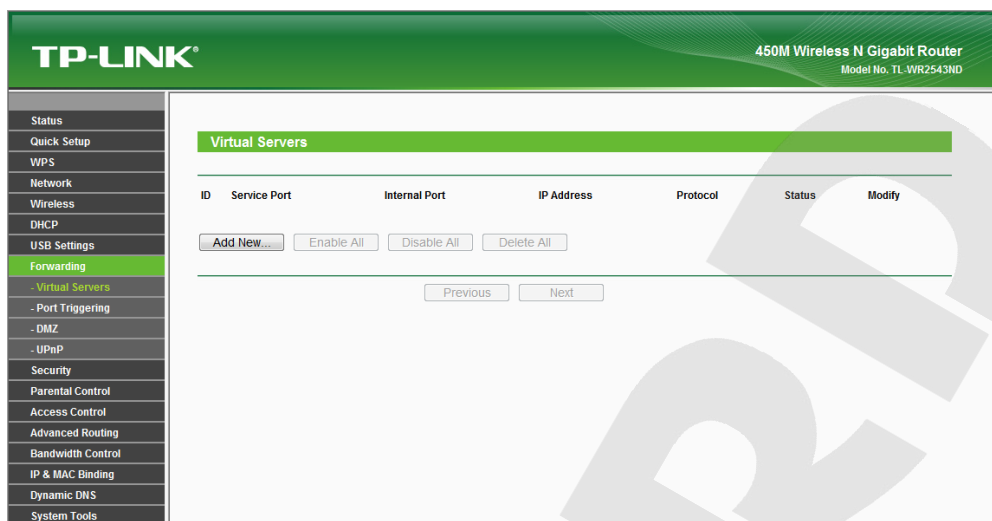 TP-LINK®
450M Wireless N Gigabit Router
Model No. TL-WR2543ND
Status
Quick Setup
WPS
Network
Wireless
DHCP
USB Settings
Forwarding
- Virtual Servers
- Port Triggering
- DMZ
- UPnP
Security
Parental Control
Access Control
Advanced Routing
Bandwidth Control
IP & MAC Binding
Dynamic DNS
System Tools
Virtual Servers
ID Service Port Internal Port IP Address Protocol Status Modify
Add New... Enable All Disable All Delete All
Previous Next